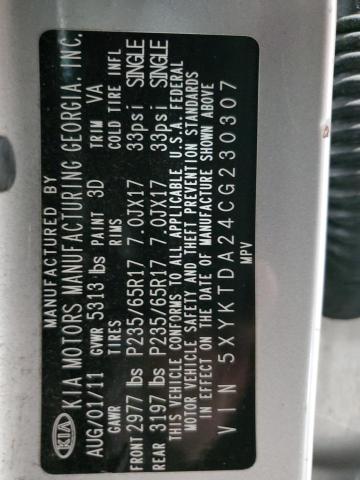 MANUFACTURED BY
KIA KIA MOTORS MANUFACTURING GEORGIA, INC.
AUG/01/11 GVWR 5313 lbs PAINT 3D TRIM VA
GAWR TIRES RIMS COLD TIRE INFL
FRONT 2977 lbs P235/65R17 7.0JX17 33psi SINGLE
REAR 3197 lbs P235/65R17 7.0JX17 33psi SINGLE
THIS VEHICLE CONFORMS TO ALL APPLICABLE U.S.A. FEDERAL
MOTOR VEHICLE SAFETY AND THEFT PREVENTION STANDARDS
IN EFFECT ON THE DATE OF MANUFACTURE SHOWN ABOVE
VIN 5XYKTDA24CG230307
MPV